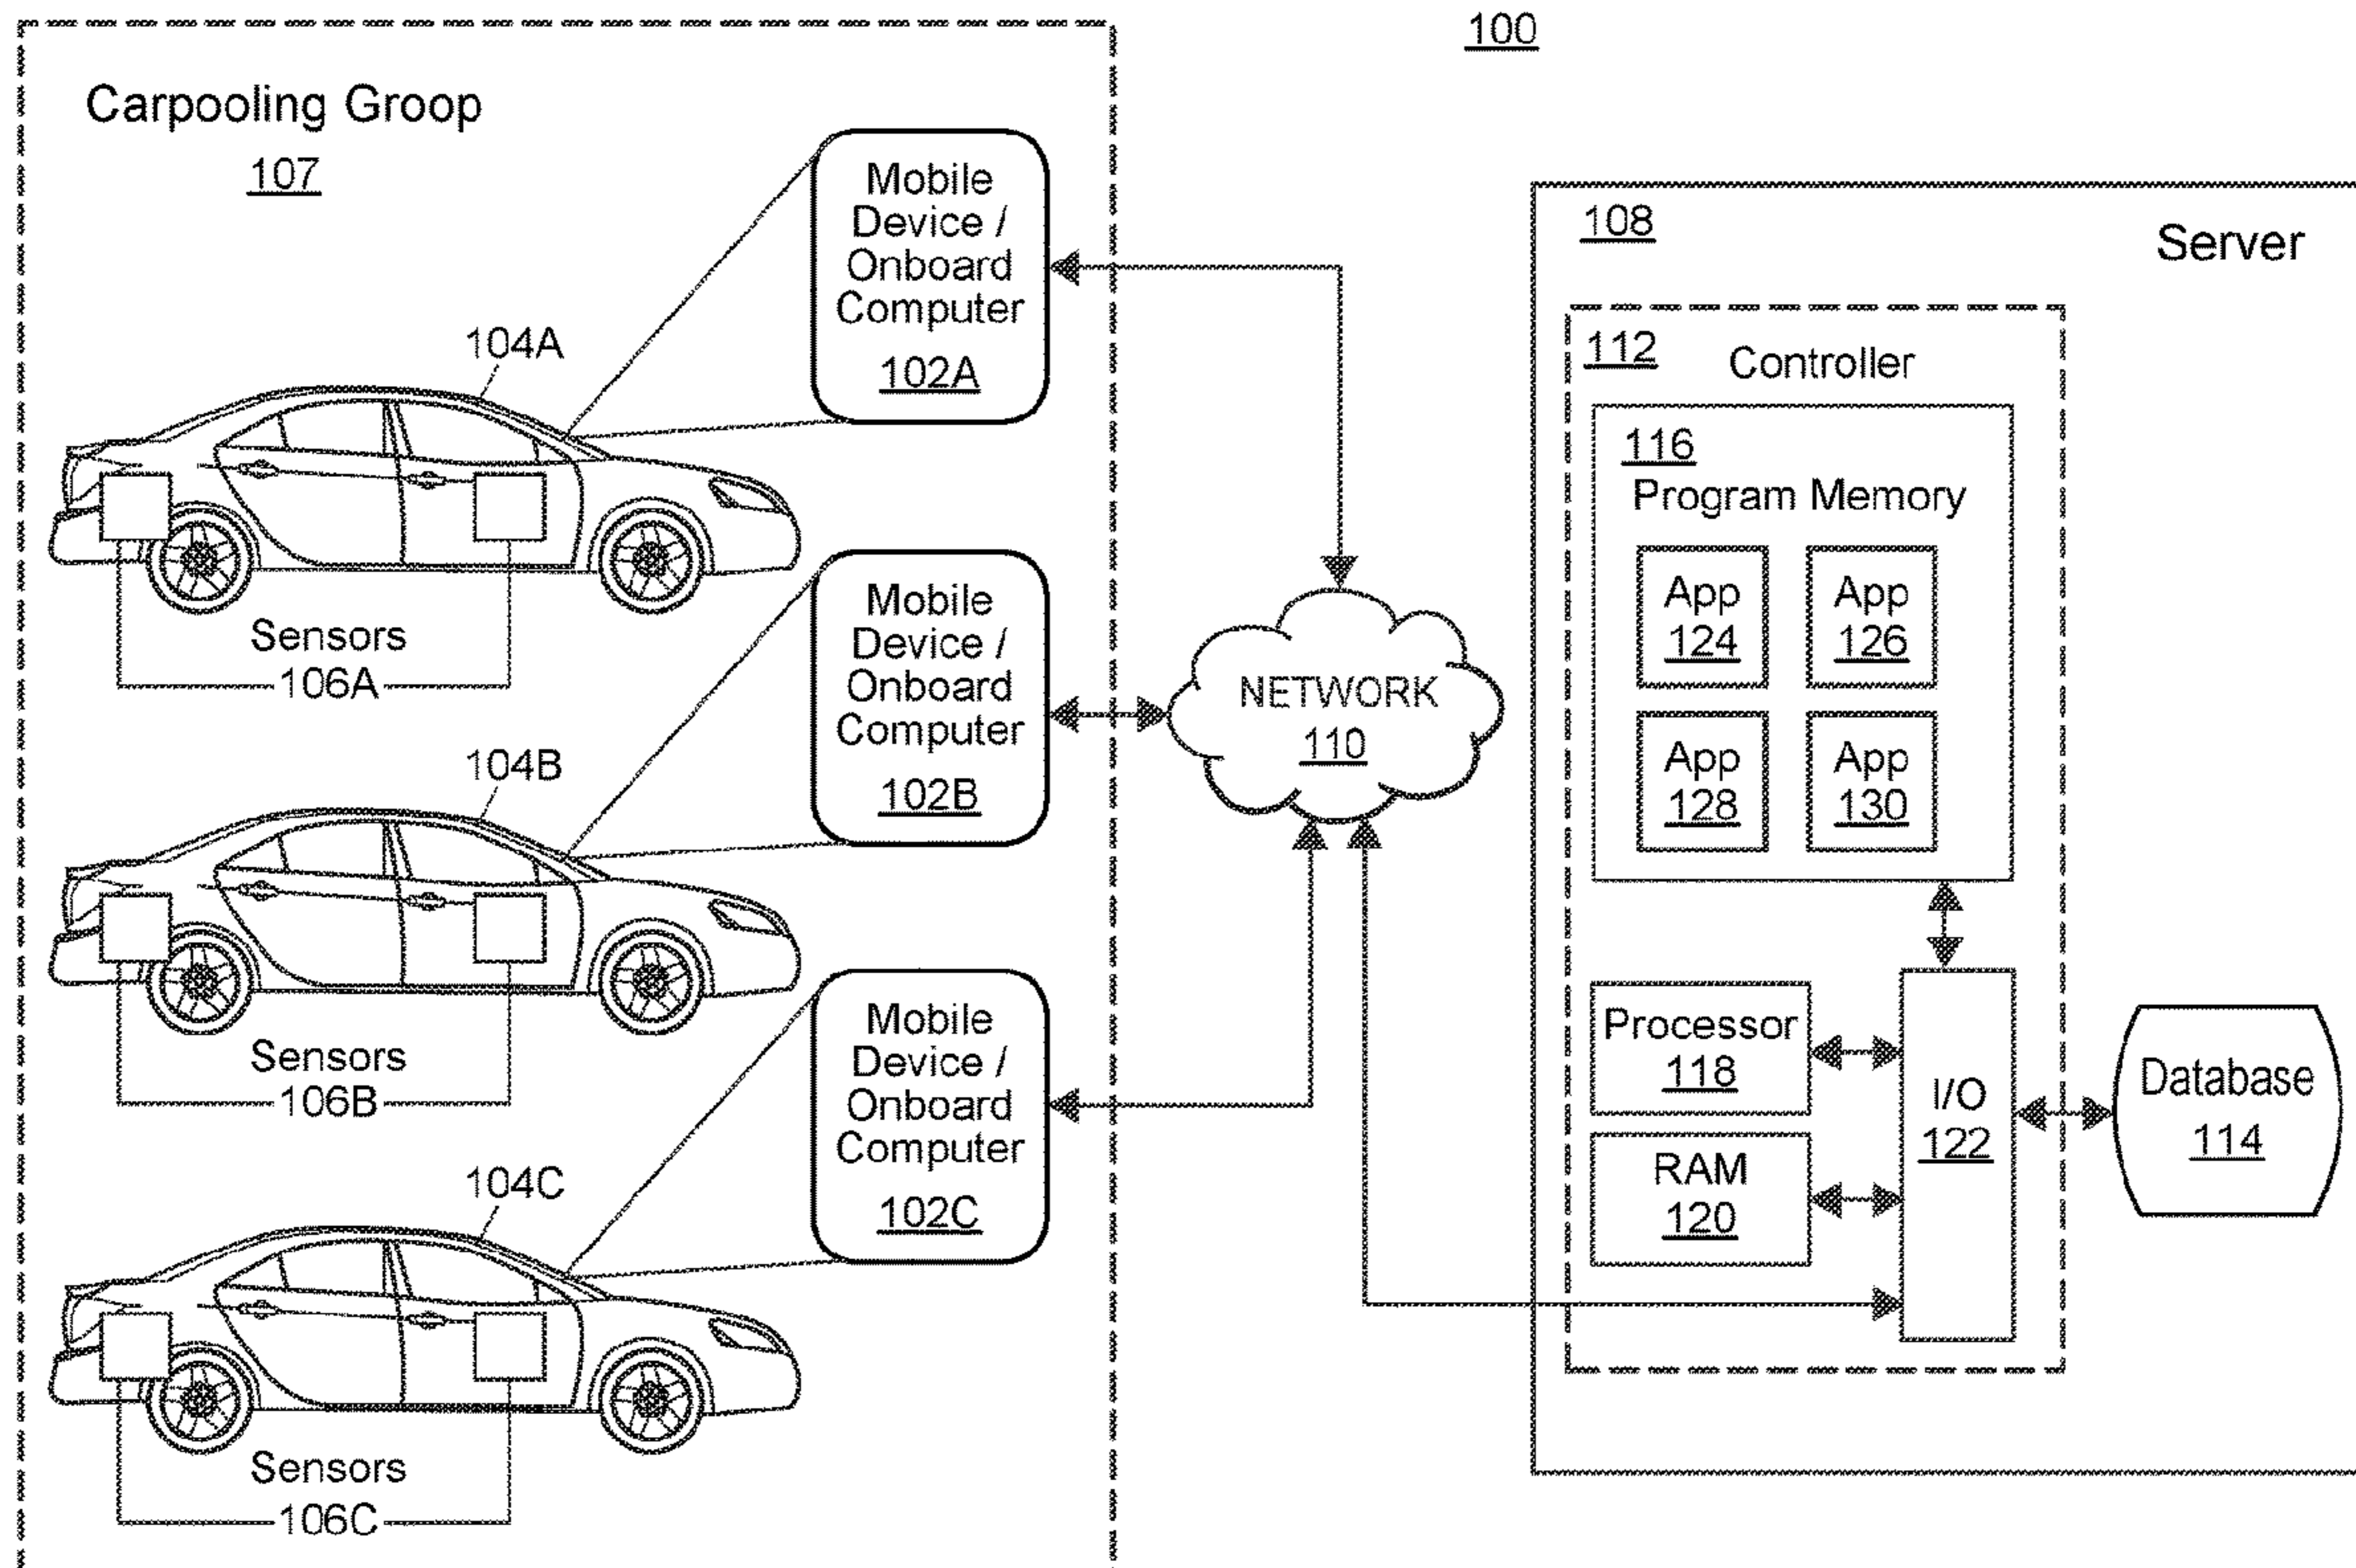 100
Carpooling Groop
107
Mobile
Device /
Onboard
Computer
102A
104A
Sensors
106A
Mobile
Device /
Onboard
Computer
102B
104B
Sensors
106B
Mobile
Device /
Onboard
Computer
102C
104C
Sensors
106C
NETWORK
110
108
Server
112
Controller
116
Program Memory
App
124
App
126
App
128
App
130
Processor
118
RAM
120
I/O
122
Database
114